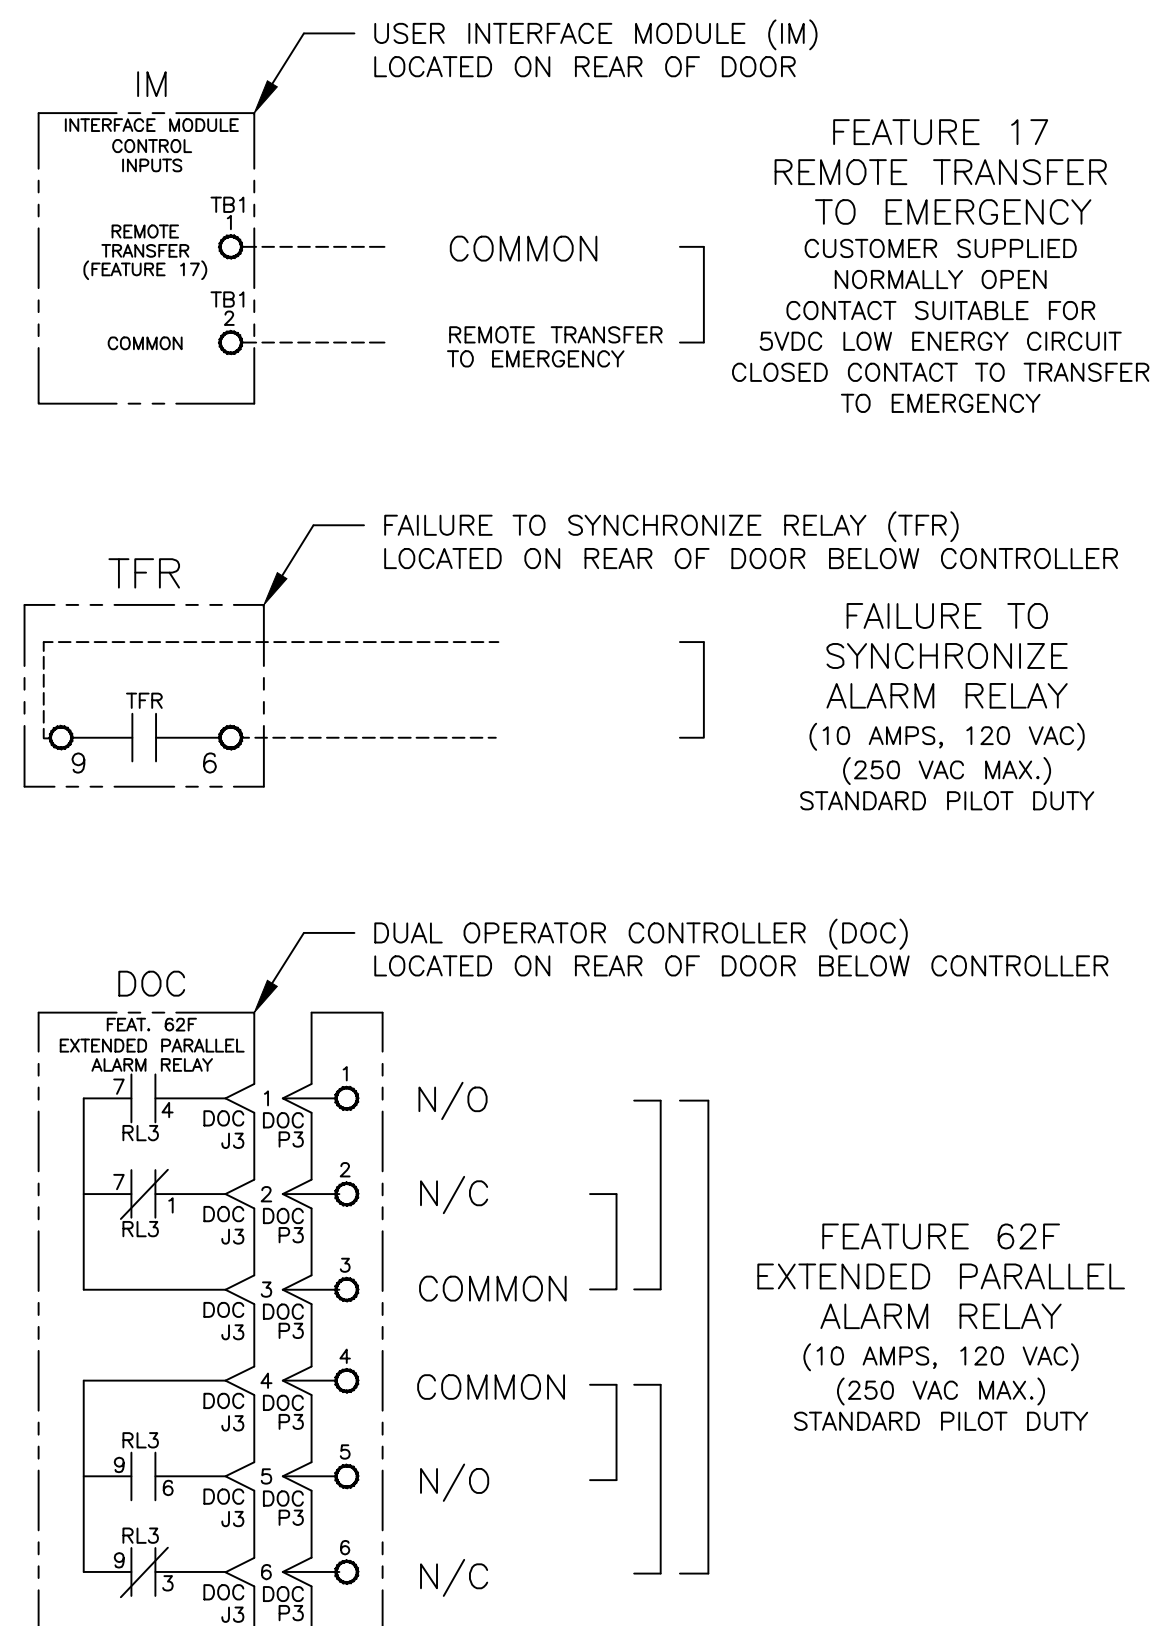 USER INTERFACE MODULE (IM)
LOCATED ON REAR OF DOOR
IM
INTERFACE MODULE
CONTROL
INPUTS
TB1
1
REMOTE
TRANSFER
(FEATURE 17)
TB1
2
COMMON
COMMON
REMOTE TRANSFER
TO EMERGENCY
FEATURE 17
REMOTE TRANSFER
TO EMERGENCY
CUSTOMER SUPPLIED
NORMALLY OPEN
CONTACT SUITABLE FOR
5VDC LOW ENERGY CIRCUIT
CLOSED CONTACT TO TRANSFER
TO EMERGENCY
FAILURE TO SYNCHRONIZE RELAY (TFR)
LOCATED ON REAR OF DOOR BELOW CONTROLLER
TFR
TFR
9 6
FAILURE TO
SYNCHRONIZE
ALARM RELAY
(10 AMPS, 120 VAC)
(250 VAC MAX.)
STANDARD PILOT DUTY
DUAL OPERATOR CONTROLLER (DOC)
LOCATED ON REAR OF DOOR BELOW CONTROLLER
DOC
FEAT. 62F
EXTENDED PARALLEL
ALARM RELAY
7 4
RL3
DOC
J3
1
DOC
P3
1
N/O
7 1
RL3
DOC
J3
2
DOC
P3
2
N/C
DOC
J3
3
DOC
P3
3
COMMON
DOC
J3
4
DOC
P3
4
COMMON
RL3
9 6
DOC
J3
5
DOC
P3
5
N/O
RL3
9 3
DOC
J3
6
DOC
P3
6
N/C
FEATURE 62F
EXTENDED PARALLEL
ALARM RELAY
(10 AMPS, 120 VAC)
(250 VAC MAX.)
STANDARD PILOT DUTY